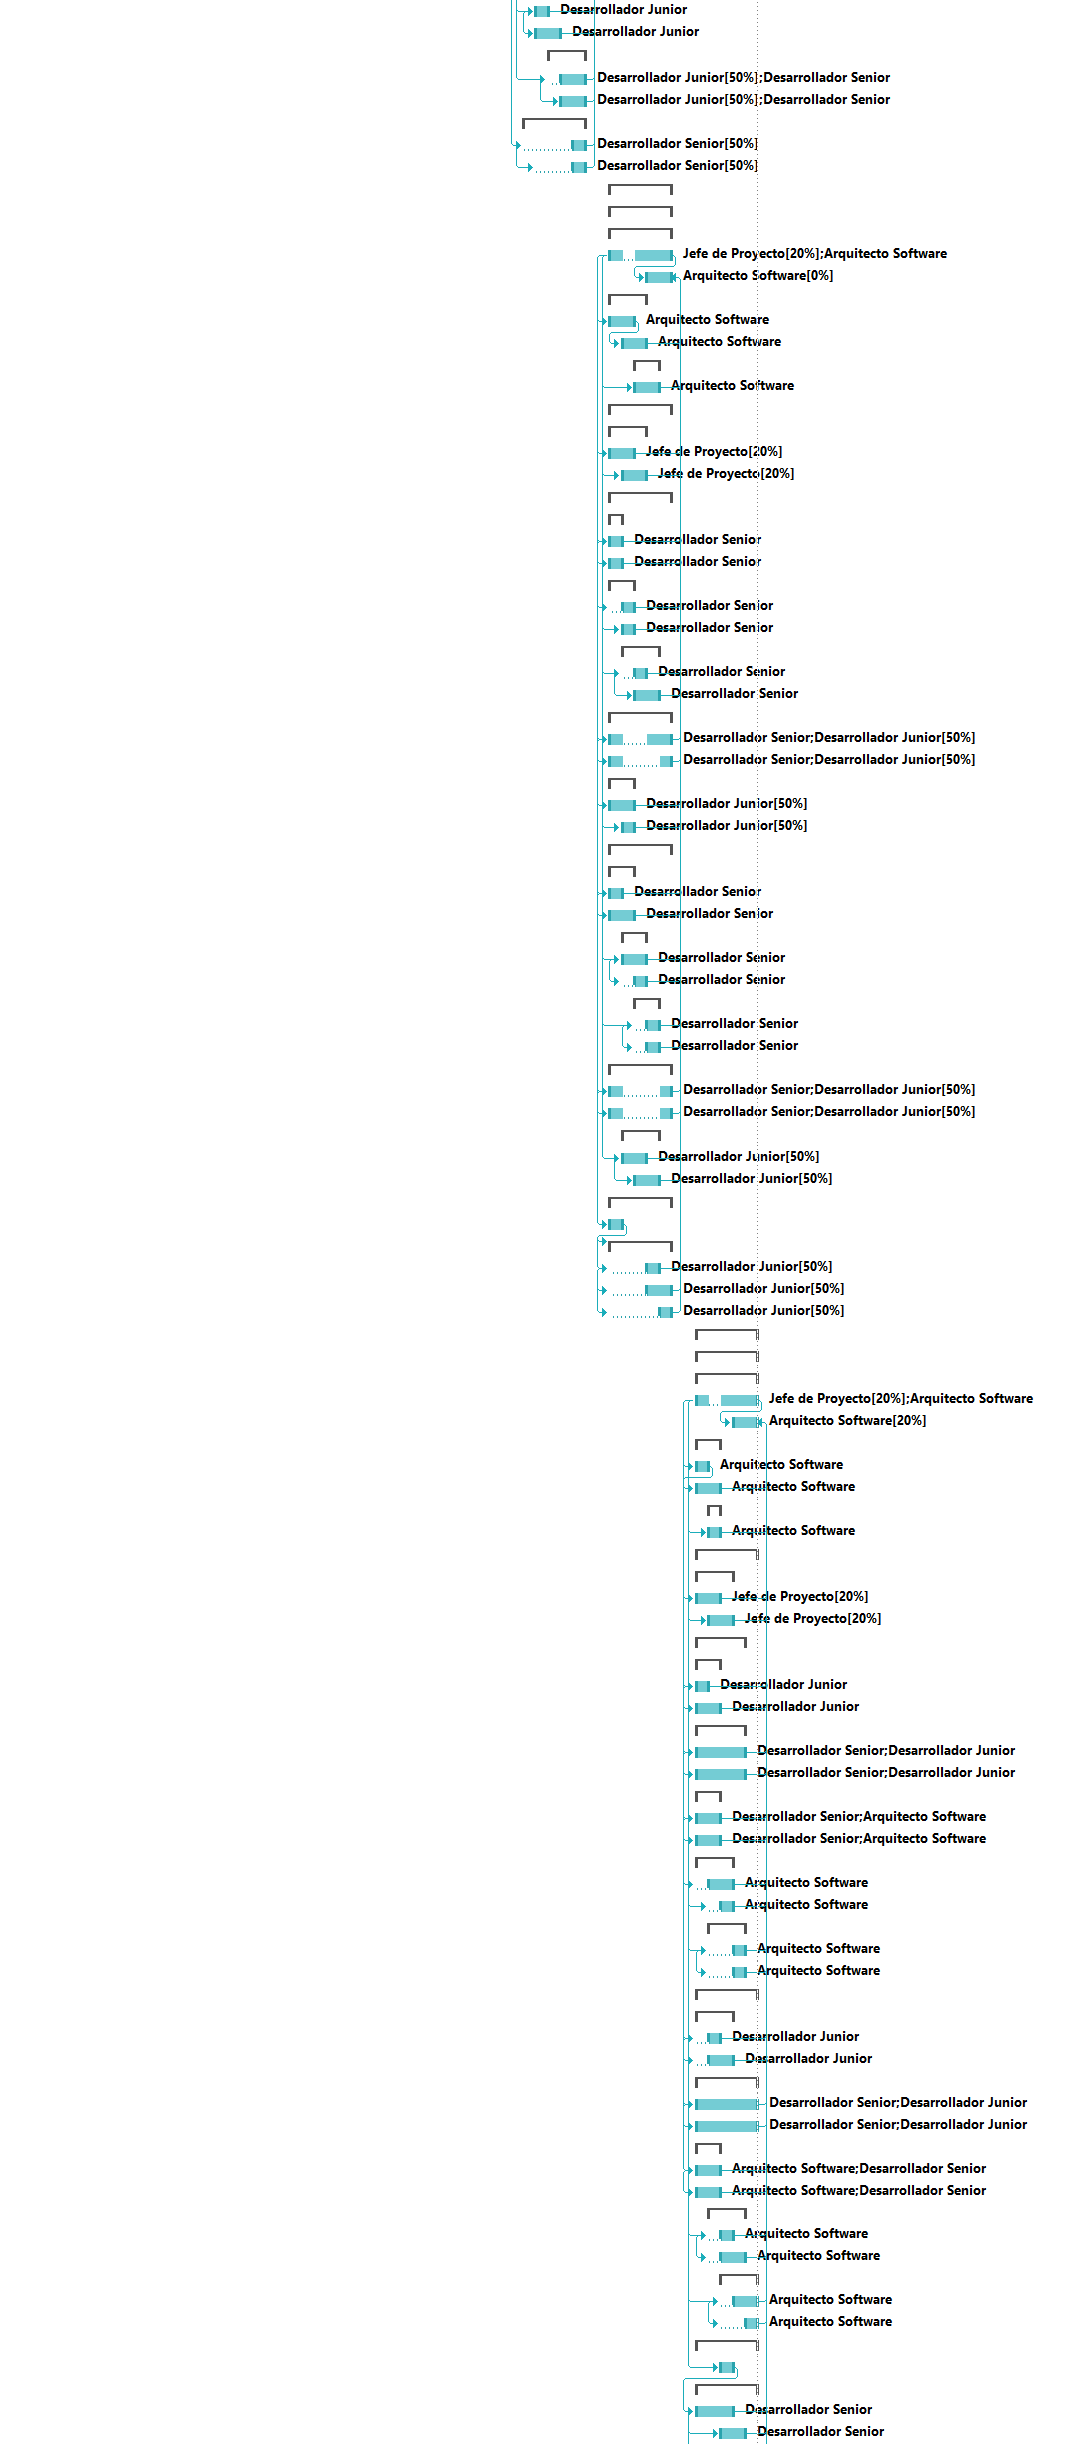 Desarrollador Junior
Desarrollador Junior
Desarrollador Junior[50%];Desarrollador Senior
Desarrollador Junior[50%];Desarrollador Senior
Desarrollador Senior[50%]
Desarrollador Senior[50%]
Jefe de Proyecto[20%];Arquitecto Software
Arquitecto Software[0%]
Arquitecto Software
Arquitecto Software
Arquitecto Software
Jefe de Proyecto[20%]
Jefe de Proyecto[20%]
Desarrollador Senior
Desarrollador Senior
Desarrollador Senior
Desarrollador Senior
Desarrollador Senior
Desarrollador Senior
Desarrollador Senior;Desarrollador Junior[50%]
Desarrollador Senior;Desarrollador Junior[50%]
Desarrollador Junior[50%]
Desarrollador Junior[50%]
Desarrollador Senior
Desarrollador Senior
Desarrollador Senior
Desarrollador Senior
Desarrollador Senior
Desarrollador Senior
Desarrollador Senior;Desarrollador Junior[50%]
Desarrollador Senior;Desarrollador Junior[50%]
Desarrollador Junior[50%]
Desarrollador Junior[50%]
Desarrollador Junior[50%]
Desarrollador Junior[50%]
Desarrollador Junior[50%]
Jefe de Proyecto[20%];Arquitecto Software
Arquitecto Software[20%]
Arquitecto Software
Arquitecto Software
Arquitecto Software
Jefe de Proyecto[20%]
Jefe de Proyecto[20%]
Desarrollador Junior
Desarrollador Junior
Desarrollador Senior;Desarrollador Junior
Desarrollador Senior;Desarrollador Junior
Desarrollador Senior;Arquitecto Software
Desarrollador Senior;Arquitecto Software
Arquitecto Software
Arquitecto Software
Arquitecto Software
Arquitecto Software
Desarrollador Junior
Desarrollador Junior
Desarrollador Senior;Desarrollador Junior
Desarrollador Senior;Desarrollador Junior
Arquitecto Software;Desarrollador Senior
Arquitecto Software;Desarrollador Senior
Arquitecto Software
Arquitecto Software
Arquitecto Software
Arquitecto Software
Desarrollador Senior
Desarrollador Senior